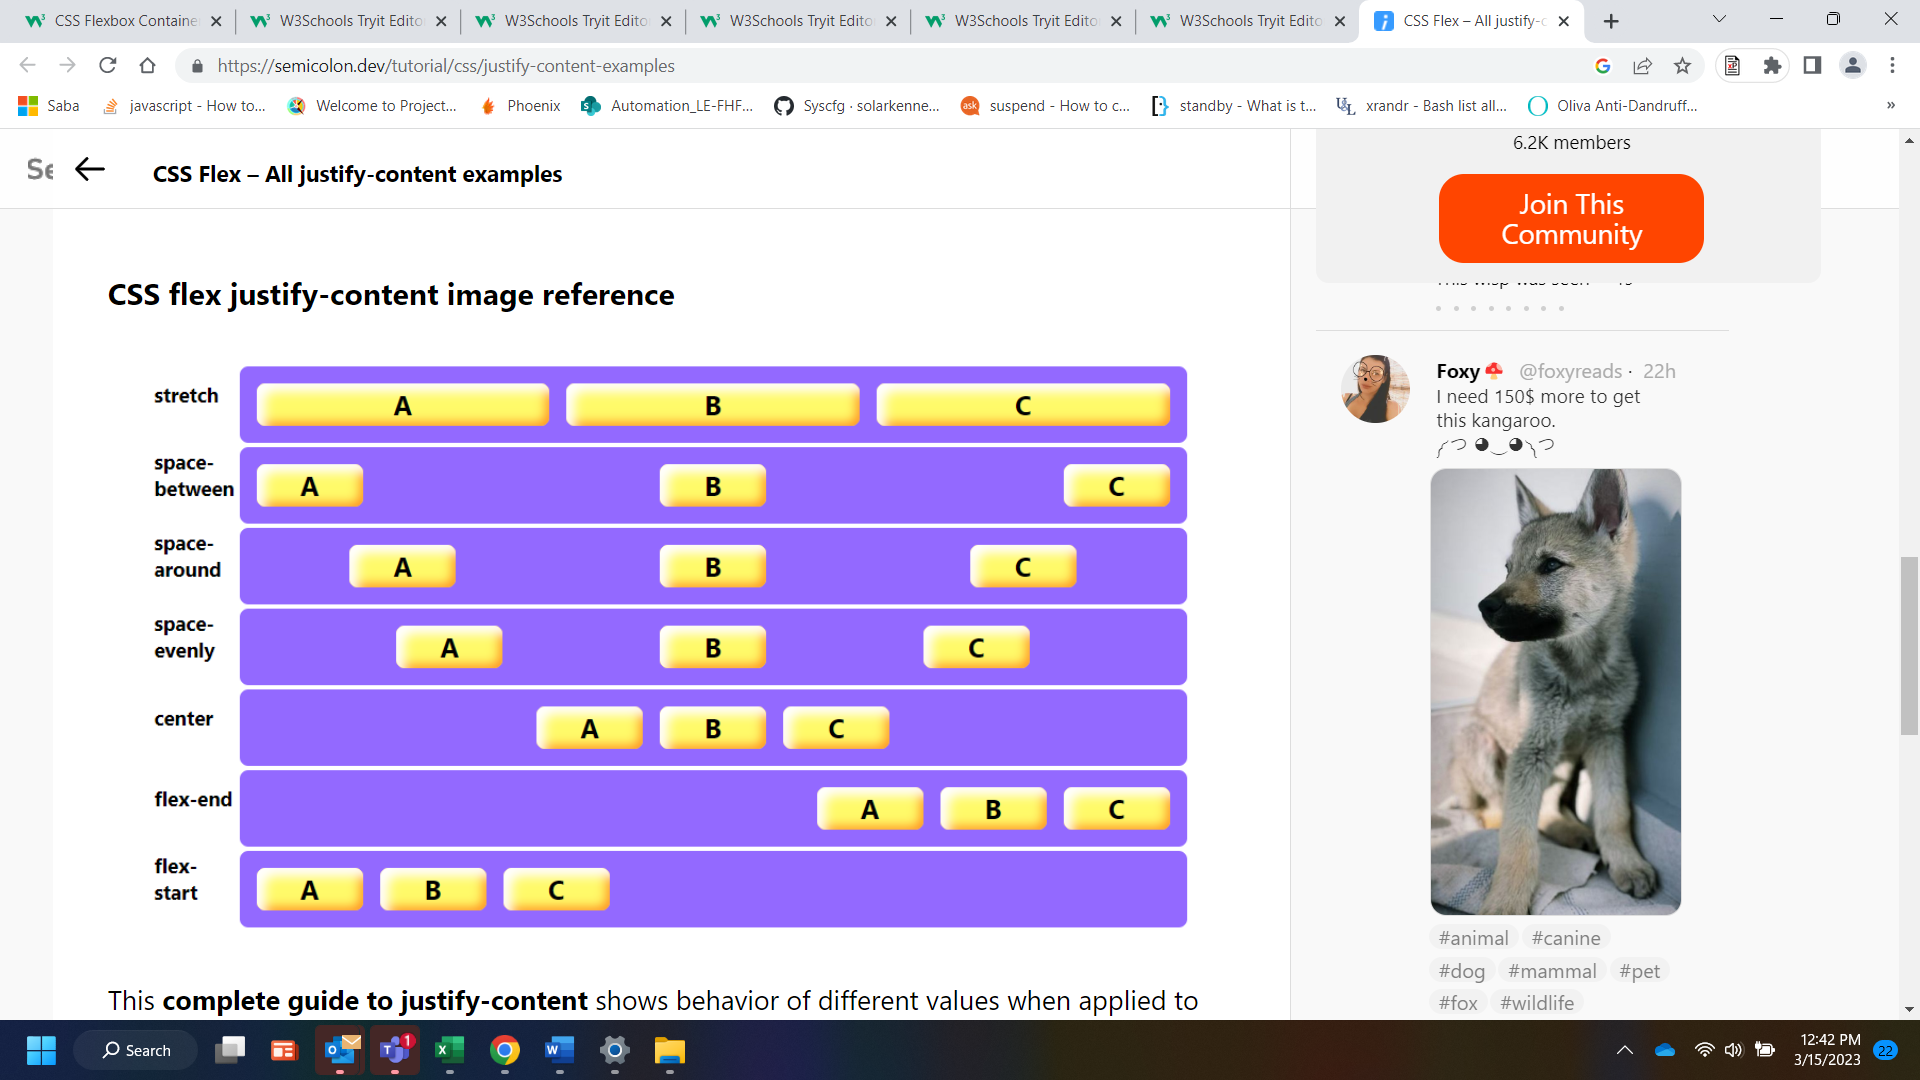 CSS Flexbox Container
W3Schools Tryit Edito
W3Schools Tryit Edito
W3Schools Tryit Edito
W3Schools Tryit Edito
W3Schools Tryit Edito
CSS Flex – All justify-c
https://semicolon.dev/tutorial/css/justify-content-examples
Saba
javascript - How to...
Welcome to Project...
Phoenix
Automation_LE-FHF...
Syscfg · solarkenne...
suspend - How to c...
standby - What is t...
xrandr - Bash list all...
Oliva Anti-Dandruff...
Se
CSS Flex – All justify-content examples
6.2K members
Join This
Community
CSS flex justify-content image reference
stretch
A B C
space-
between
A B C
space-
around
A B C
space-
evenly
A B C
center
A B C
flex-end
A B C
flex-
start
A B C
This complete guide to justify-content shows behavior of different values when applied to
Foxy @foxyreads · 22h
I need 150$ more to get
this kangaroo.
#animal #canine
#dog #mammal #pet
#fox #wildlife
Search
1
12:42 PM
3/15/2023
22